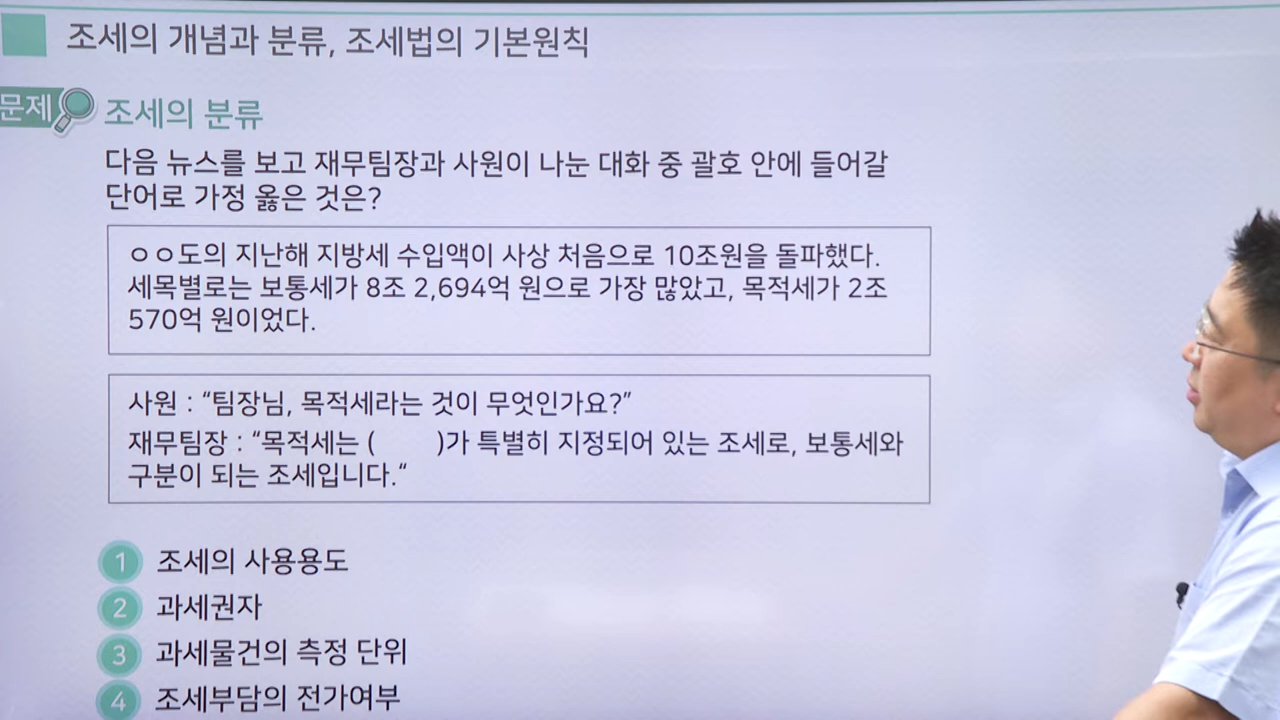 조세의 개념과 분류, 조세법의 기본원칙
문제 조세의 분류
다음 뉴스를 보고 재무팀장과 사원이 나눈 대화 중 괄호 안에 들어갈
단어로 가정 옳은 것은?
ㅇㅇ도의 지난해 지방세 수입액이 사상 처음으로 10조원을 돌파했다.
세목별로는 보통세가 8조 2,694억 원으로 가장 많았고, 목적세가 2조
570억 원이었다.
사원 : “팀장님, 목적세라는 것이 무엇인가요?”
재무팀장 : “목적세는 (        )가 특별히 지정되어 있는 조세로, 보통세와
구분이 되는 조세입니다.“
1 조세의 사용용도
2 과세권자
3 과세물건의 측정 단위
4 조세부담의 전가여부